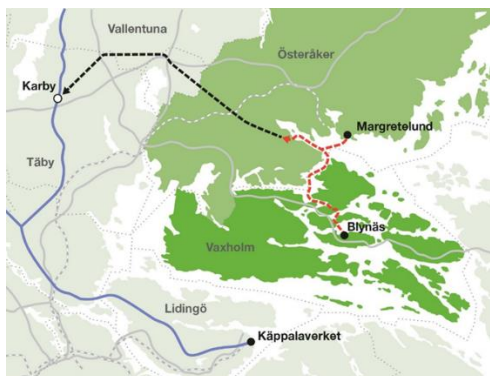 Vallentuna
Österåker
Karby
Margretelund
Täby
Blynäs
Vaxholm
Lidingö
Käppalaverket